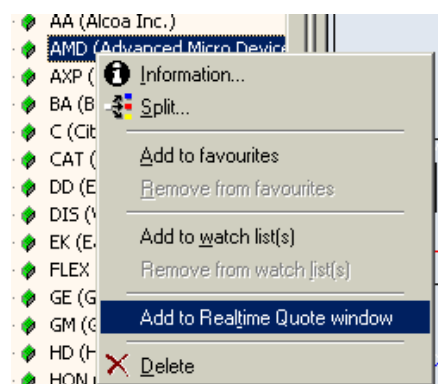 AA (Alcoa Inc.)
AMD (Advanced Micro Device
AXP (
BA (B
C (Cit
CAT (
DD (E
DIS (
EK (E
FLEX
GE (G
GM (G
HD (H
HON
Information...
Split...
Add to favourites
Remove from favourites
Add to watch list(s)
Remove from watch list(s)
Add to Realtime Quote window
Delete